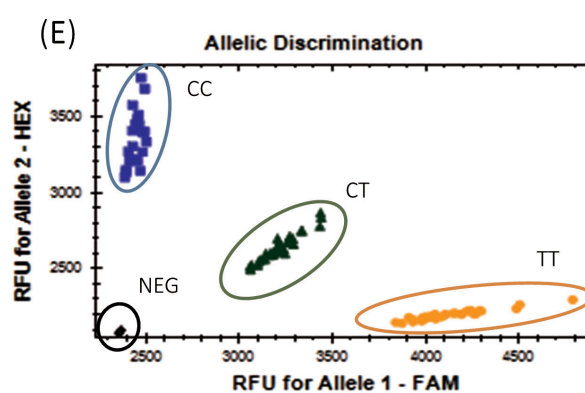 (E)
Allelic Discrimination
RFU for Allele 2 - HEX
3500
3000
2500
CC
CT
TT
NEG
2500 3000 3500 4000 4500
RFU for Allele 1 - FAM